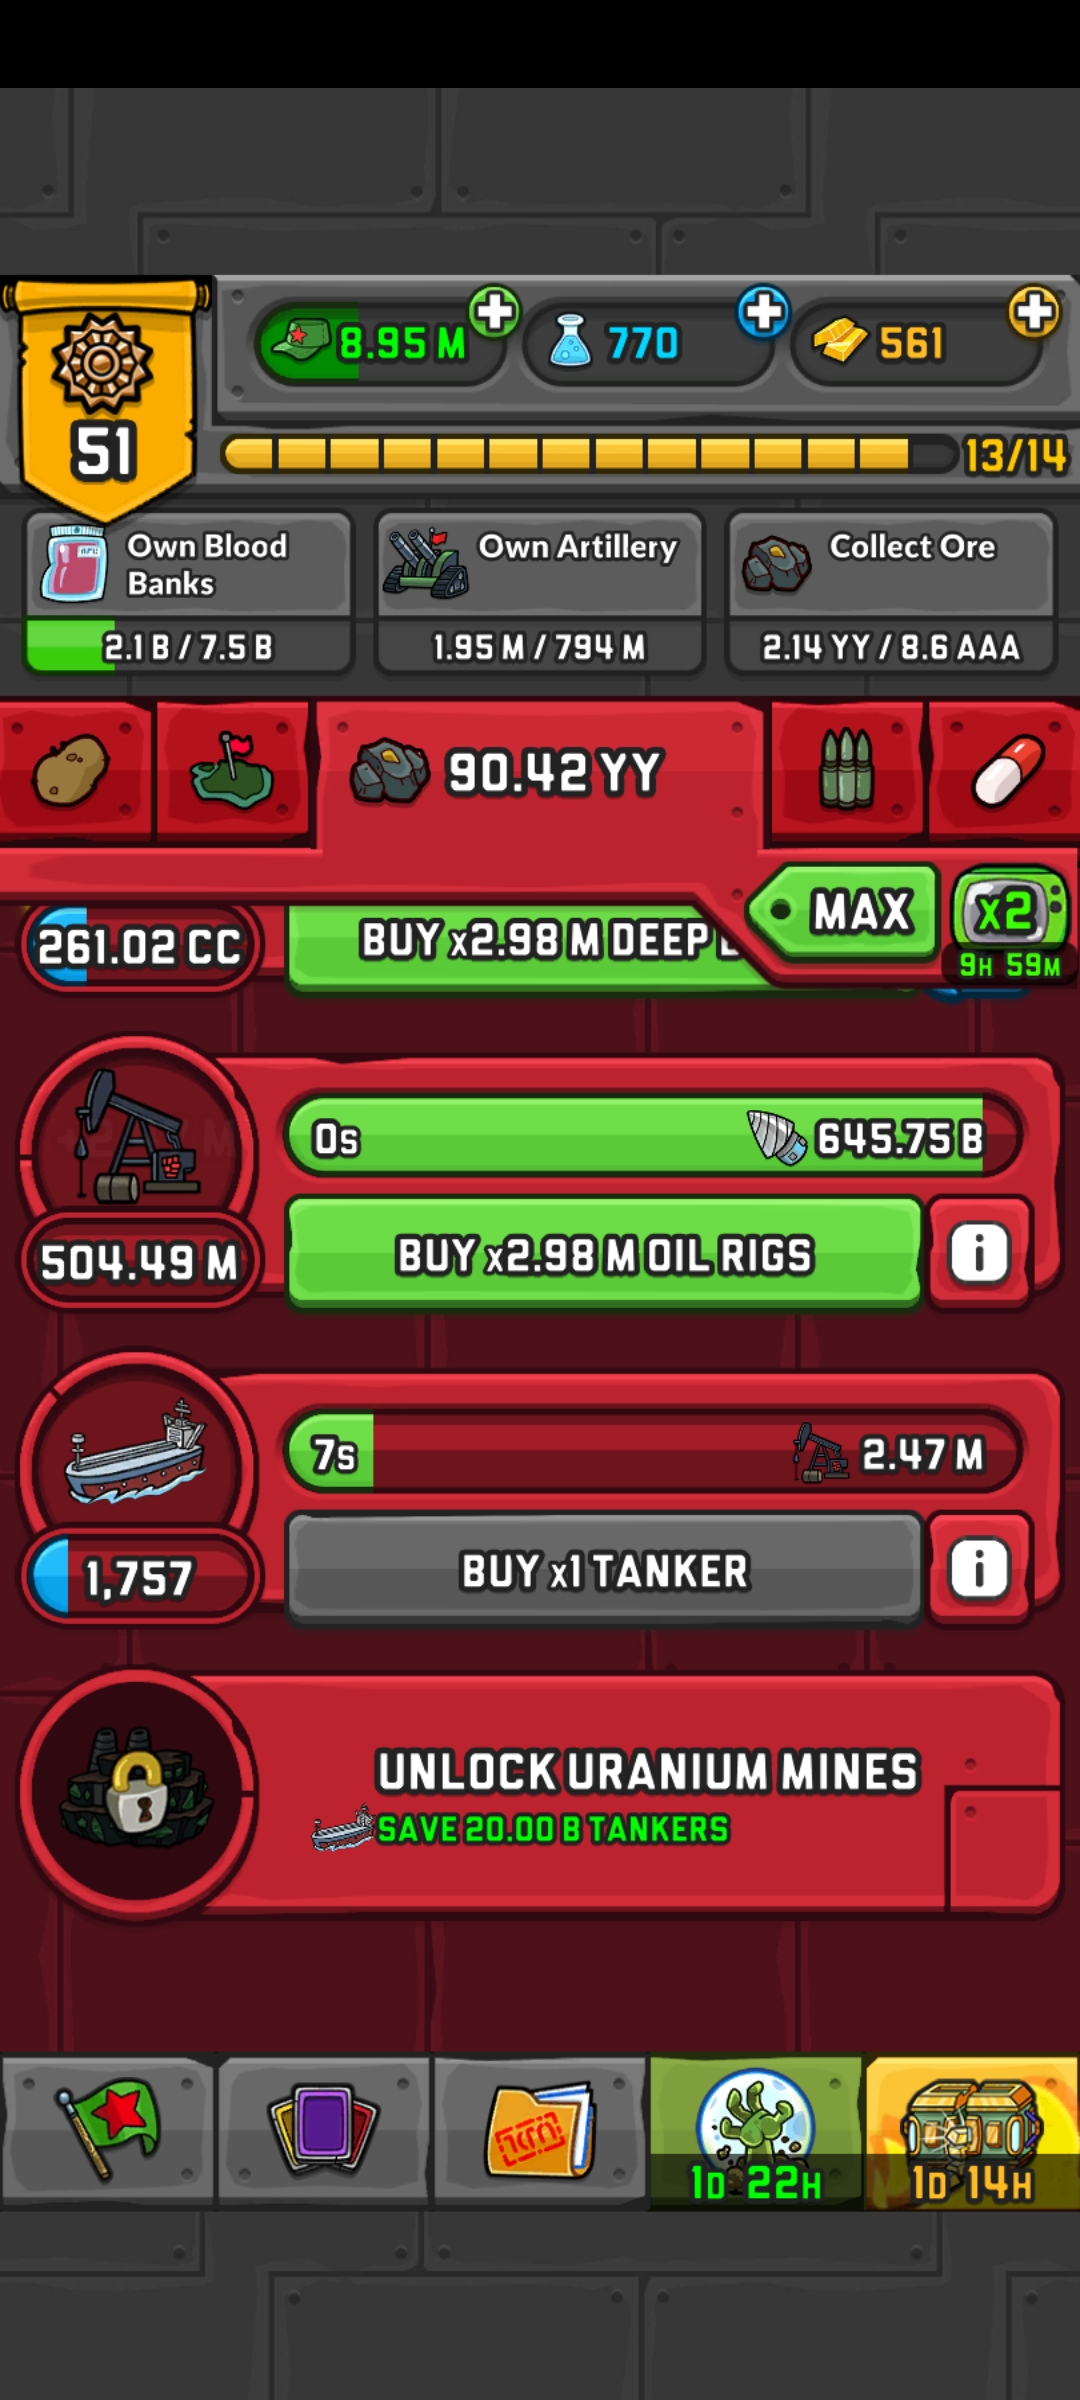 8.95 M
770
561
51
13/14
Own Blood
Banks
2.1 B / 7.5 B
Own Artillery
1.95 M / 794 M
Collect Ore
2.14 YY / 8.6 AAA
90.42 YY
MAX
x2
9H 59M
261.02 CC
BUY x2.98 M DEEP
0s
645.75 B
504.49 M
BUY x2.98 M OIL RIGS
i
7s
2.47 M
1,757
BUY x1 TANKER
i
UNLOCK URANIUM MINES
SAVE 20.00 B TANKERS
1D 22H
1D 14H